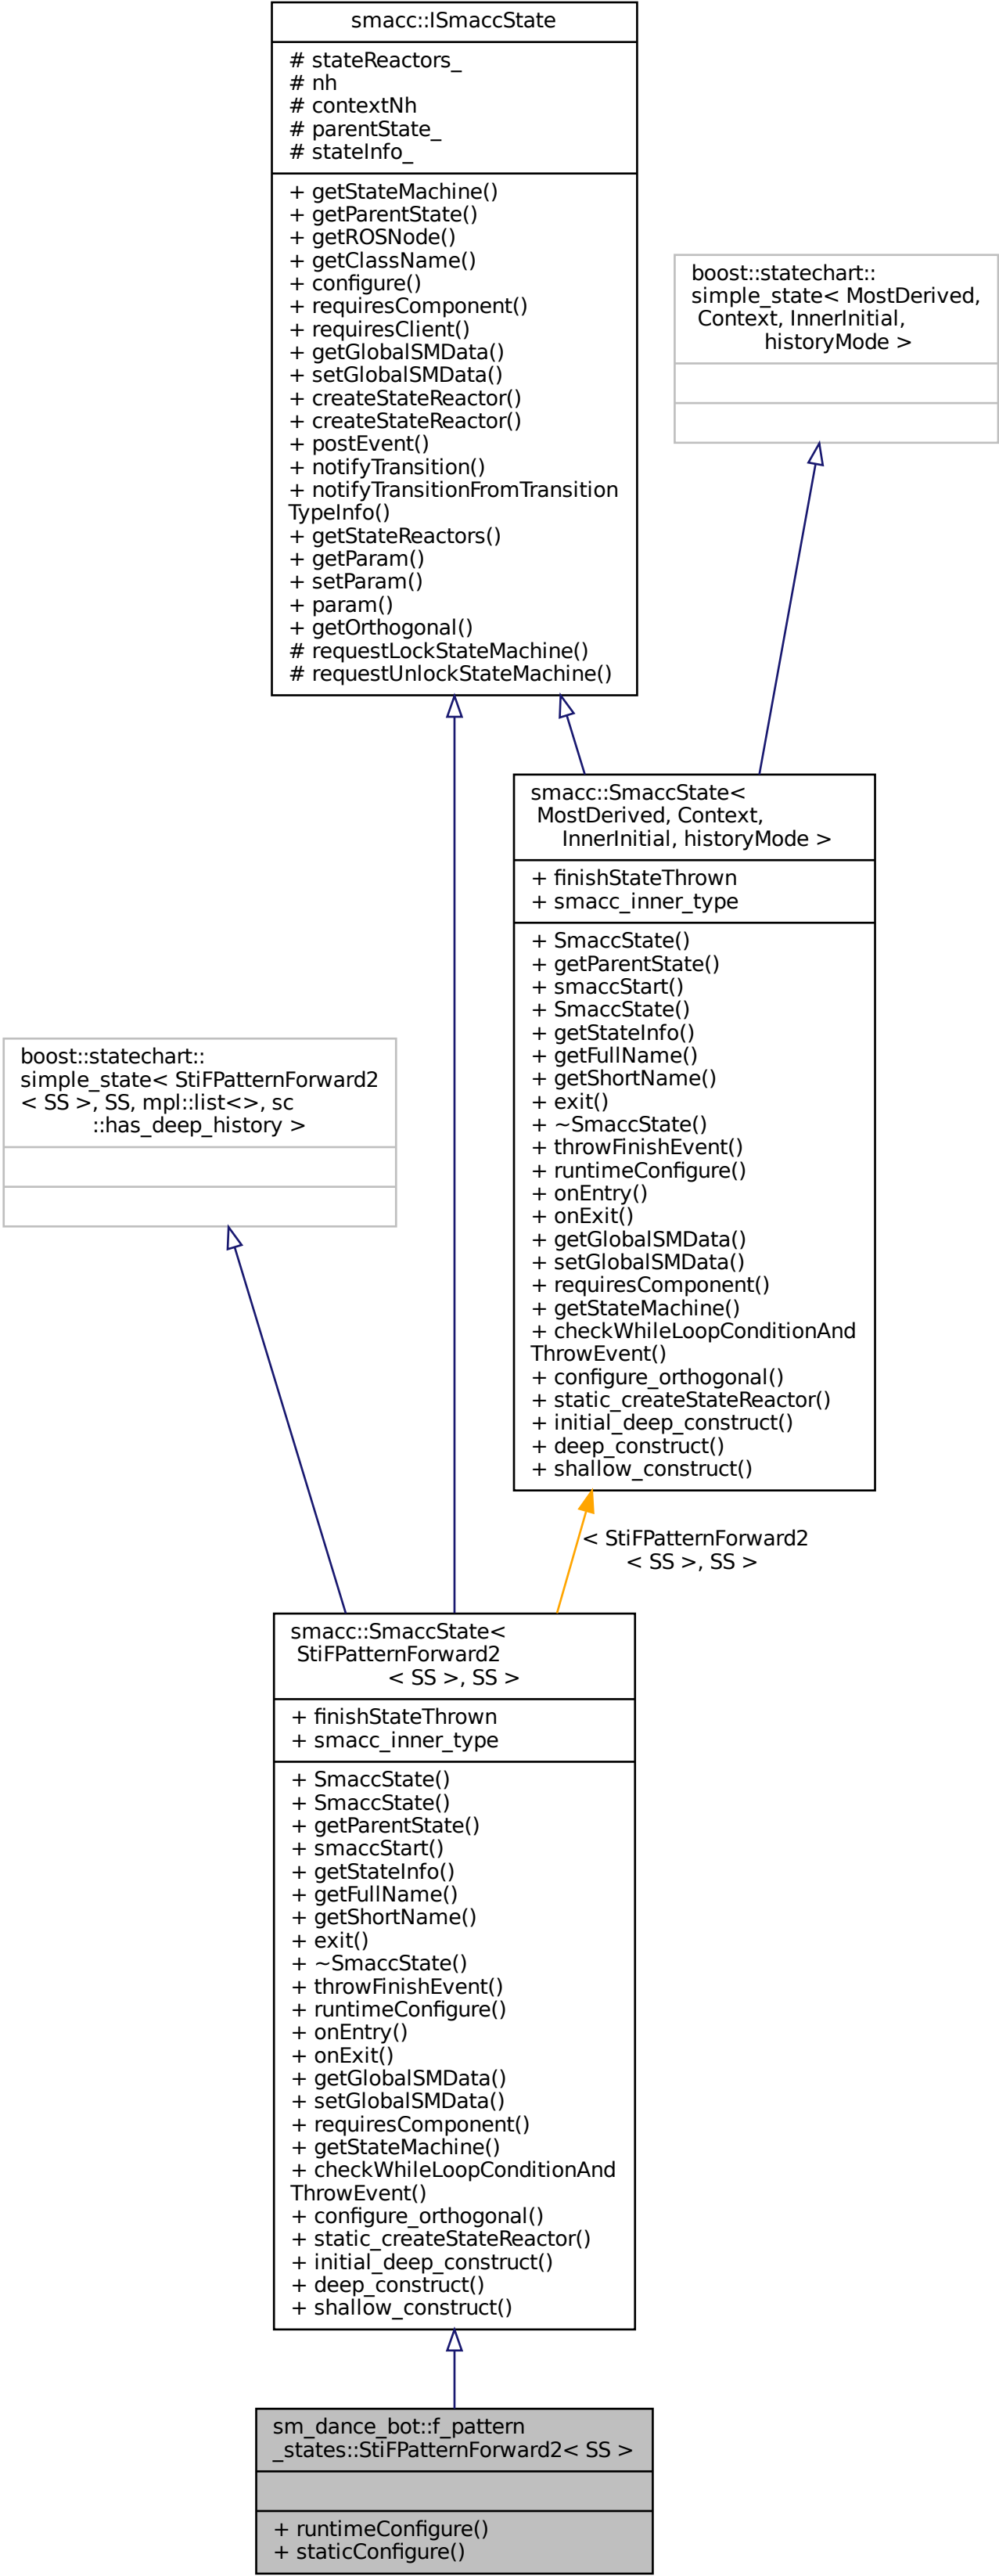 smacc::ISmaccState
# stateReactors_
# nh
# contextNh
# parentState_
# stateInfo_
+ getStateMachine()
+ getParentState()
+ getROSNode()
+ getClassName()
+ configure()
+ requiresComponent()
+ requiresClient()
+ getGlobalSMData()
+ setGlobalSMData()
+ createStateReactor()
+ createStateReactor()
+ postEvent()
+ notifyTransition()
+ notifyTransitionFromTransition
TypeInfo()
+ getStateReactors()
+ getParam()
+ setParam()
+ param()
+ getOrthogonal()
# requestLockStateMachine()
# requestUnlockStateMachine()
boost::statechart::
simple_state< MostDerived,
Context, InnerInitial,
historyMode >
smacc::SmaccState<
MostDerived, Context,
InnerInitial, historyMode >
+ finishStateThrown
+ smacc_inner_type
+ SmaccState()
+ getParentState()
+ smaccStart()
+ SmaccState()
+ getStateInfo()
+ getFullName()
+ getShortName()
+ exit()
+ ~SmaccState()
+ throwFinishEvent()
+ runtimeConfigure()
+ onEntry()
+ onExit()
+ getGlobalSMData()
+ setGlobalSMData()
+ requiresComponent()
+ getStateMachine()
+ checkWhileLoopConditionAnd
ThrowEvent()
+ configure_orthogonal()
+ static_createStateReactor()
+ initial_deep_construct()
+ deep_construct()
+ shallow_construct()
boost::statechart::
simple_state< StiFPatternForward2
< SS >, SS, mpl::list<>, sc
::has_deep_history >
< StiFPatternForward2
< SS >, SS >
smacc::SmaccState<
StiFPatternForward2
< SS >, SS >
+ finishStateThrown
+ smacc_inner_type
+ SmaccState()
+ SmaccState()
+ getParentState()
+ smaccStart()
+ getStateInfo()
+ getFullName()
+ getShortName()
+ exit()
+ ~SmaccState()
+ throwFinishEvent()
+ runtimeConfigure()
+ onEntry()
+ onExit()
+ getGlobalSMData()
+ setGlobalSMData()
+ requiresComponent()
+ getStateMachine()
+ checkWhileLoopConditionAnd
ThrowEvent()
+ configure_orthogonal()
+ static_createStateReactor()
+ initial_deep_construct()
+ deep_construct()
+ shallow_construct()
sm_dance_bot::f_pattern
_states::StiFPatternForward2< SS >
+ runtimeConfigure()
+ staticConfigure()